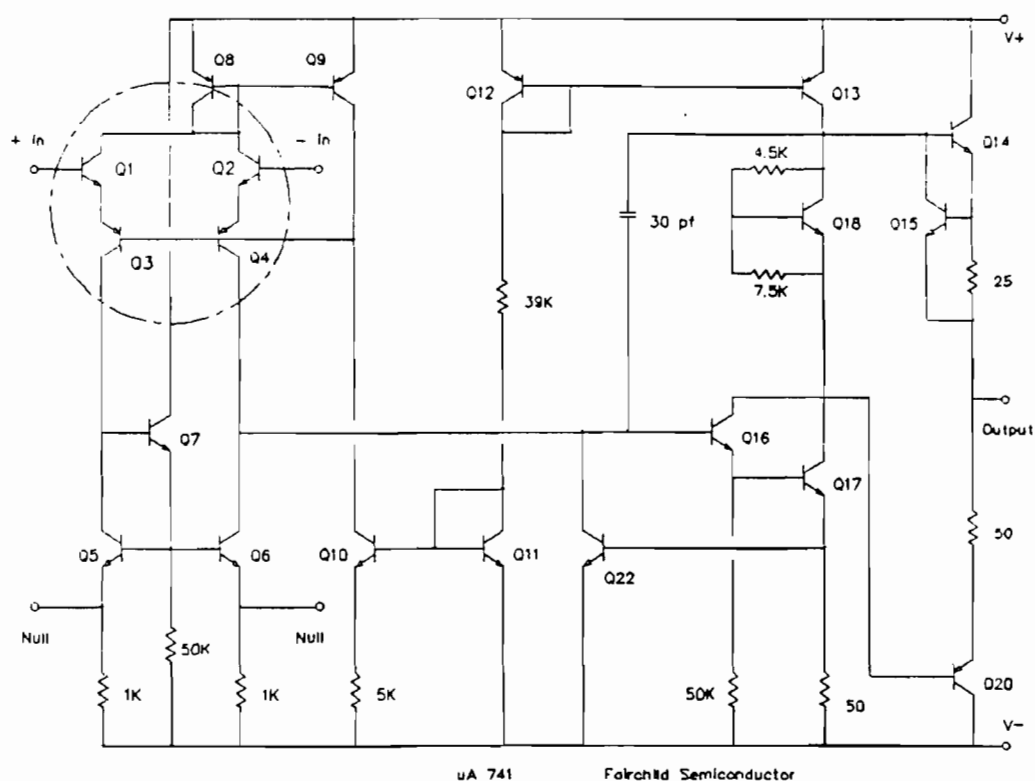 V+
Q8
Q9
Q12
Q13
Q14
+ In
- In
Q1
Q2
4.5K
Q18
Q15
30 pf
Q3
Q4
7.5K
25
39K
Q7
Q16
Output
Q17
Q5
Q6
Q10
Q11
50
Q22
Null
Null
50K
1K
1K
5K
50K
50
Q20
V-
uA 741
Fairchild Semiconductor